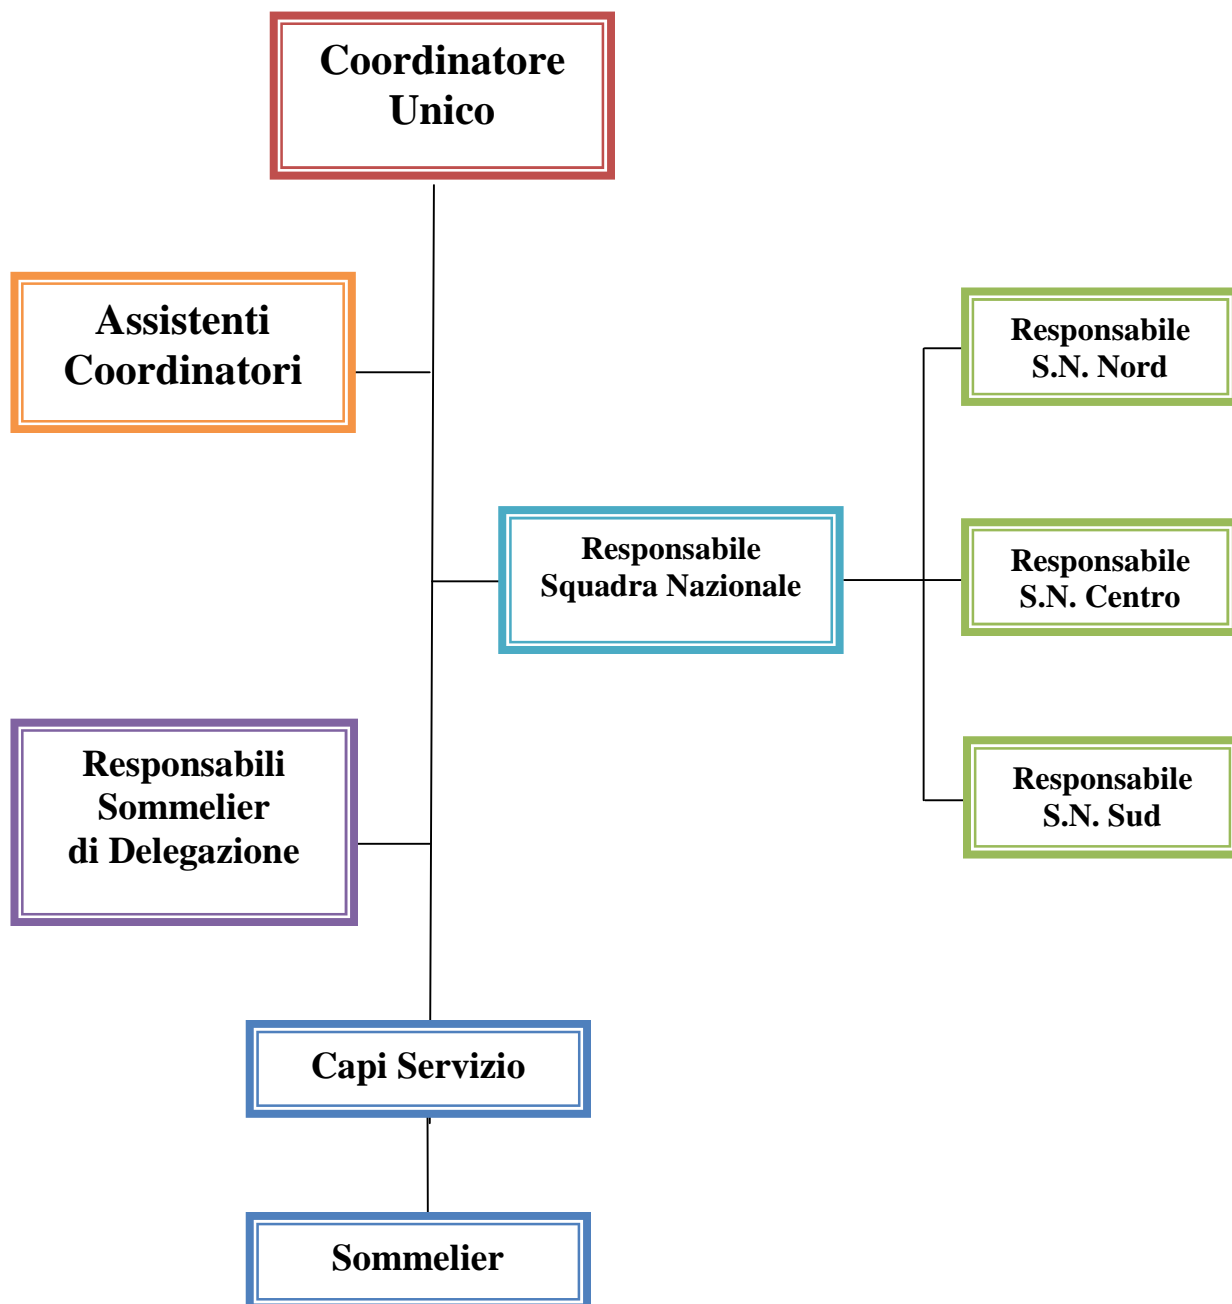 Coordinatore
Unico
Assistenti
Coordinatori
Responsabile
S.N. Nord
Responsabile
Squadra Nazionale
Responsabile
S.N. Centro
Responsabili
Sommelier
di Delegazione
Responsabile
S.N. Sud
Capi Servizio
Sommelier